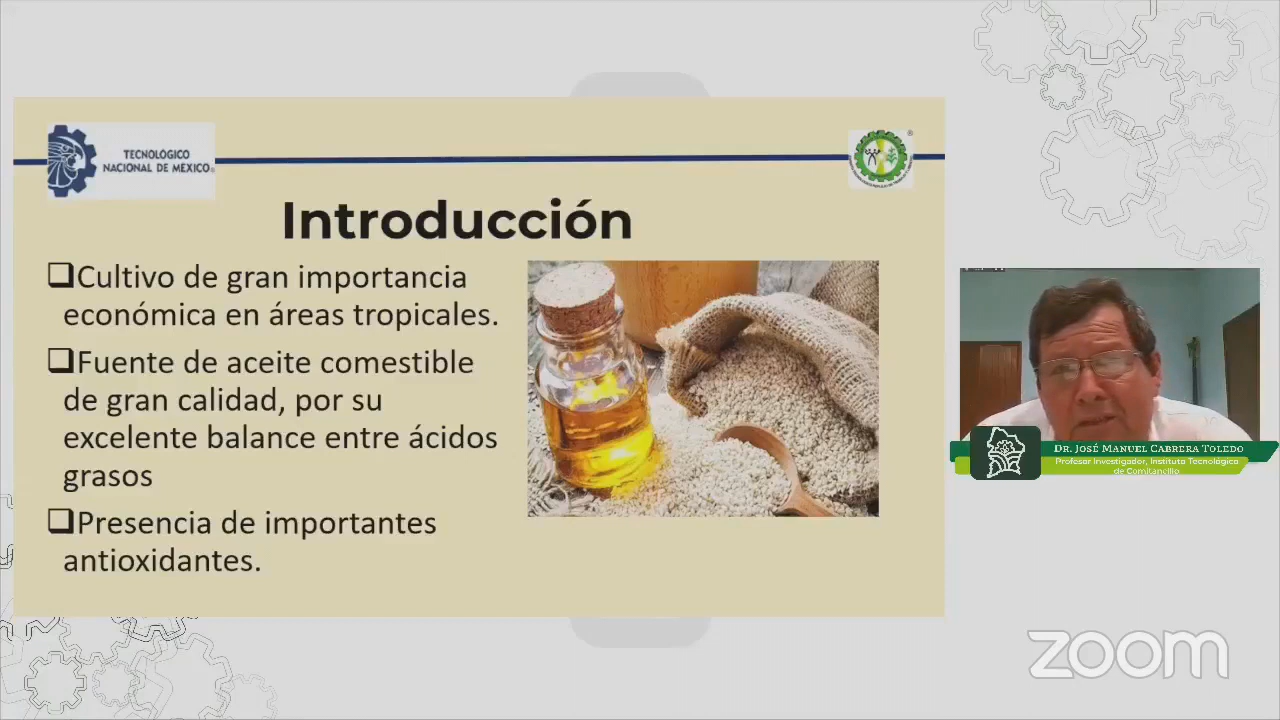 TECNOLÓGICO
NACIONAL DE MÉXICO
Introducción
Cultivo de gran importancia
económica en áreas tropicales.
Fuente de aceite comestible
de gran calidad, por su
excelente balance entre ácidos
grasos
Presencia de importantes
antioxidantes.
Dr. José Manuel Cabrera Toledo
Profesor Investigador, Instituto Tecnológico
de Comitancillo
zoom